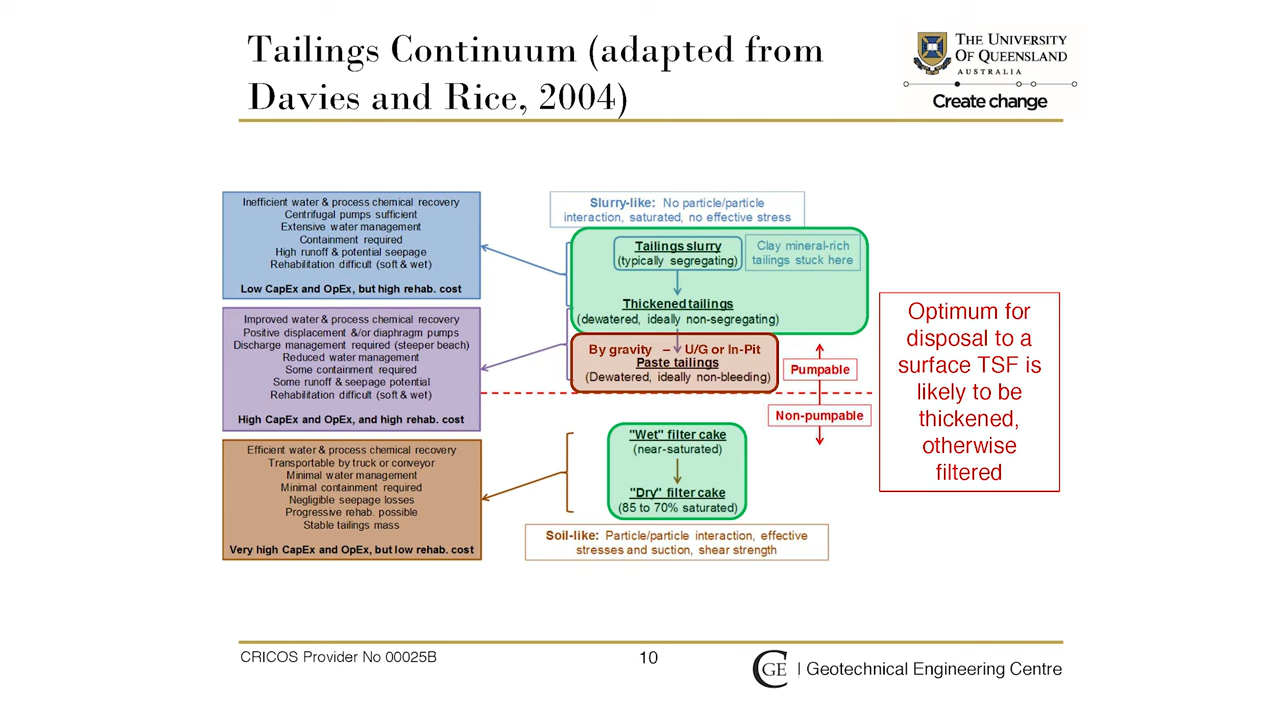 Tailings Continuum (adapted from
Davies and Rice, 2004)
THE UNIVERSITY
OF QUEENSLAND
AUSTRALIA
Create change
Inefficient water & process chemical recovery
Centrifugal pumps sufficient
Extensive water management
Containment required
High runoff & potential seepage
Rehabilitation difficult (soft & wet)
Low CapEx and OpEx, but high rehab. cost
Improved water & process chemical recovery
Positive displacement &/or diaphragm pumps
Discharge management required (steeper beach)
Reduced water management
Some containment required
Some runoff & seepage potential
Rehabilitation difficult (soft & wet)
High CapEx and OpEx, and high rehab. cost
Efficient water & process chemical recovery
Transportable by truck or conveyor
Minimal water management
Minimal containment required
Negligible seepage losses
Progressive rehab. possible
Stable tailings mass
Very high CapEx and OpEx, but low rehab. cost
Slurry-like: No particle/particle
interaction, saturated, no effective stress
Tailings slurry
(typically segregating)
Clay mineral-rich
tailings stuck here
Thickened tailings
(dewatered, ideally non-segregating)
By gravity – U/G or In-Pit
Paste tailings
(Dewatered, ideally non-bleeding)
Pumpable
Non-pumpable
"Wet" filter cake
(near-saturated)
"Dry" filter cake
(85 to 70% saturated)
Soil-like: Particle/particle interaction, effective
stresses and suction, shear strength
Optimum for
disposal to a
surface TSF is
likely to be
thickened,
otherwise
filtered
CRICOS Provider No 00025B
10
CGE | Geotechnical Engineering Centre